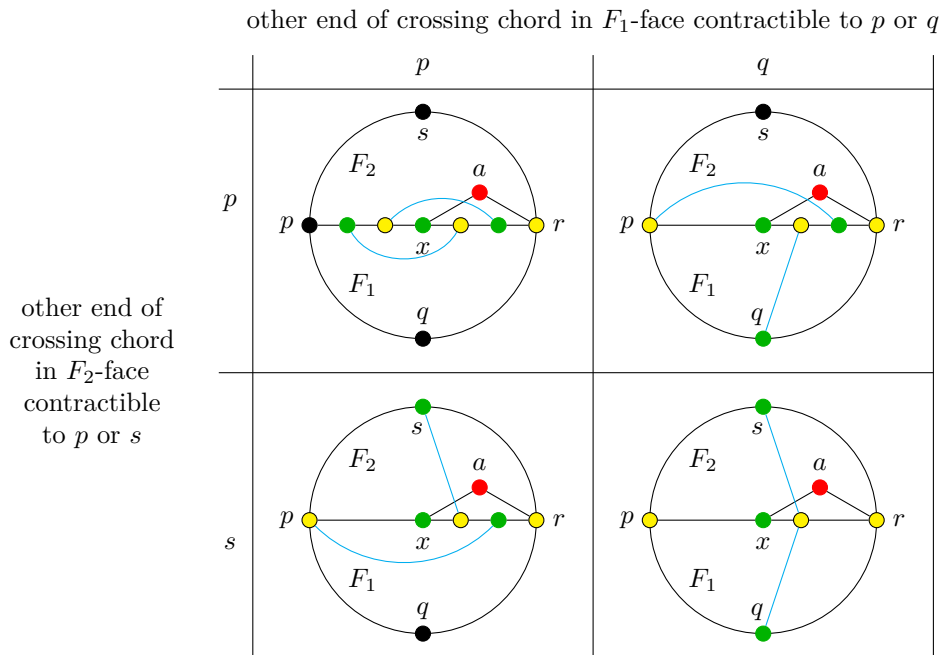 other end of crossing chord in F₁-face contractible to p or q
p
q
p
s
F₂
a
p
r
x
F₁
q
s
F₂
a
p
r
x
F₁
q
other end of
crossing chord
in F₂-face
contractible
to p or s
s
s
F₂
a
p
r
x
F₁
q
s
F₂
a
p
r
x
F₁
q